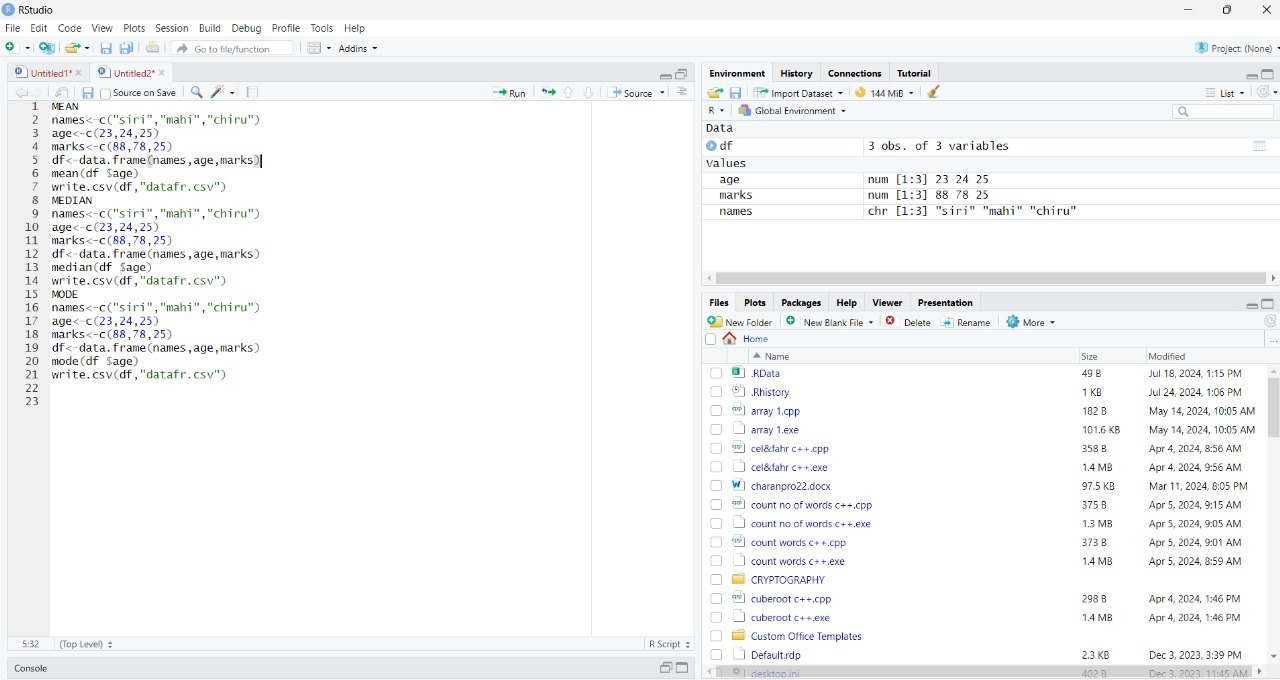 RStudio
File Edit Code View Plots Session Build Debug Profile Tools Help
Go to file/function Addins Project: (None)
Untitled1* Untitled2*
Source on Save Run Source
1 MEAN
2 names<-c("siri","mahi","chiru")
3 age<-c(23,24,25)
4 marks<-c(88,78,25)
5 df<-data.frame(names,age,marks)
6 mean(df $age)
7 write.csv(df,"datafr.csv")
8 MEDIAN
9 names<-c("siri","mahi","chiru")
10 age<-c(23,24,25)
11 marks<-c(88,78,25)
12 df<-data.frame(names,age,marks)
13 median(df $age)
14 write.csv(df,"datafr.csv")
15 MODE
16 names<-c("siri","mahi","chiru")
17 age<-c(23,24,25)
18 marks<-c(88,78,25)
19 df<-data.frame(names,age,marks)
20 mode(df $age)
21 write.csv(df,"datafr.csv")
22
23
5:32 (Top Level) R Script
Console
Environment History Connections Tutorial
Import Dataset 144 MiB List
R Global Environment
Data
df 3 obs. of 3 variables
Values
age num [1:3] 23 24 25
marks num [1:3] 88 78 25
names chr [1:3] "siri" "mahi" "chiru"
Files Plots Packages Help Viewer Presentation
New Folder New Blank File Delete Rename More
Home ...
Name Size Modified
.RData 49 B Jul 18, 2024, 1:15 PM
.Rhistory 1 KB Jul 24, 2024, 1:06 PM
array 1.cpp 182 B May 14, 2024, 10:05 AM
array 1.exe 101.6 KB May 14, 2024, 10:05 AM
cel&fahr c++.cpp 358 B Apr 4, 2024, 8:56 AM
cel&fahr c++.exe 1.4 MB Apr 4, 2024, 9:56 AM
charanpro22.docx 97.5 KB Mar 11, 2024, 8:05 PM
count no of words c++.cpp 375 B Apr 5, 2024, 9:15 AM
count no of words c++.exe 1.3 MB Apr 5, 2024, 9:05 AM
count words c++.cpp 373 B Apr 5, 2024, 9:01 AM
count words c++.exe 1.4 MB Apr 5, 2024, 8:59 AM
CRYPTOGRAPHY
cuberoot c++.cpp 298 B Apr 4, 2024, 1:46 PM
cuberoot c++.exe 1.4 MB Apr 4, 2024, 1:46 PM
Custom Office Templates
Default.rdp 2.3 KB Dec 3, 2023, 3:39 PM
desktop.ini 402 B Dec 3, 2023, 11:45 AM